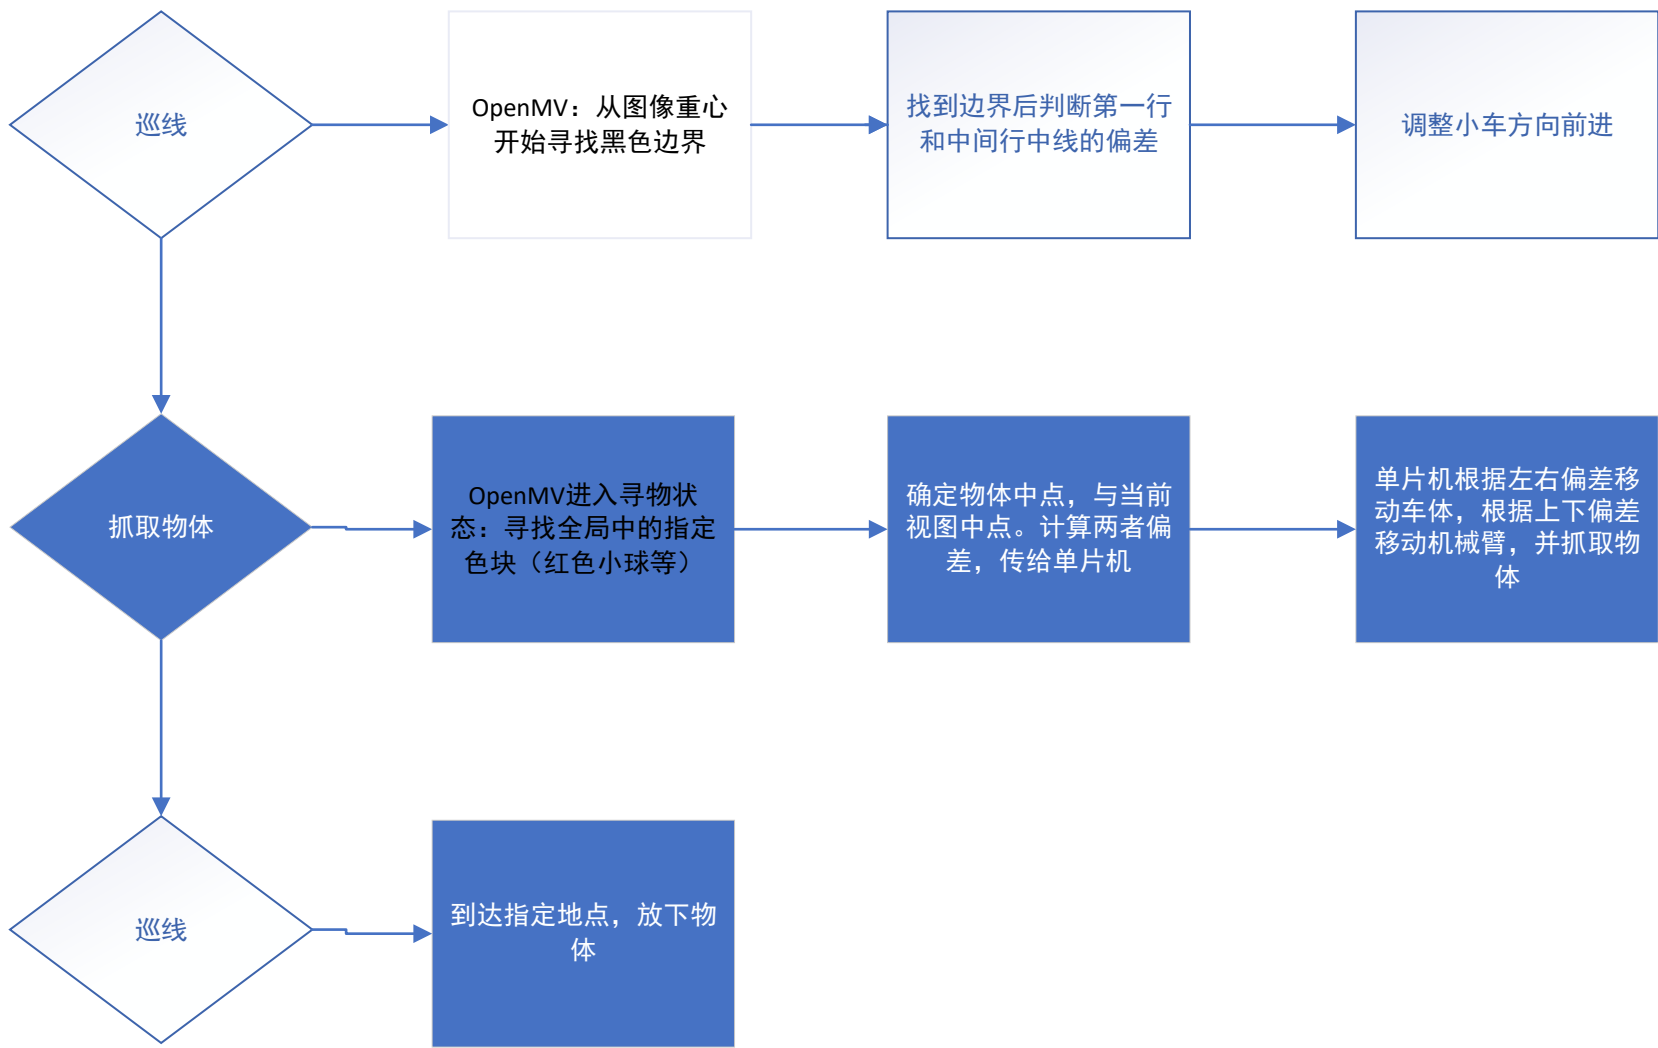 巡线
OpenMV：从图像重心
开始寻找黑色边界
找到边界后判断第一行
和中间行中线的偏差
调整小车方向前进
抓取物体
OpenMV进入寻物状
态：寻找全局中的指定
色块（红色小球等）
确定物体中点，与当前
视图中点。计算两者偏
差，传给单片机
单片机根据左右偏差移
动车体，根据上下偏差
移动机械臂，并抓取物
体
巡线
到达指定地点，放下物
体